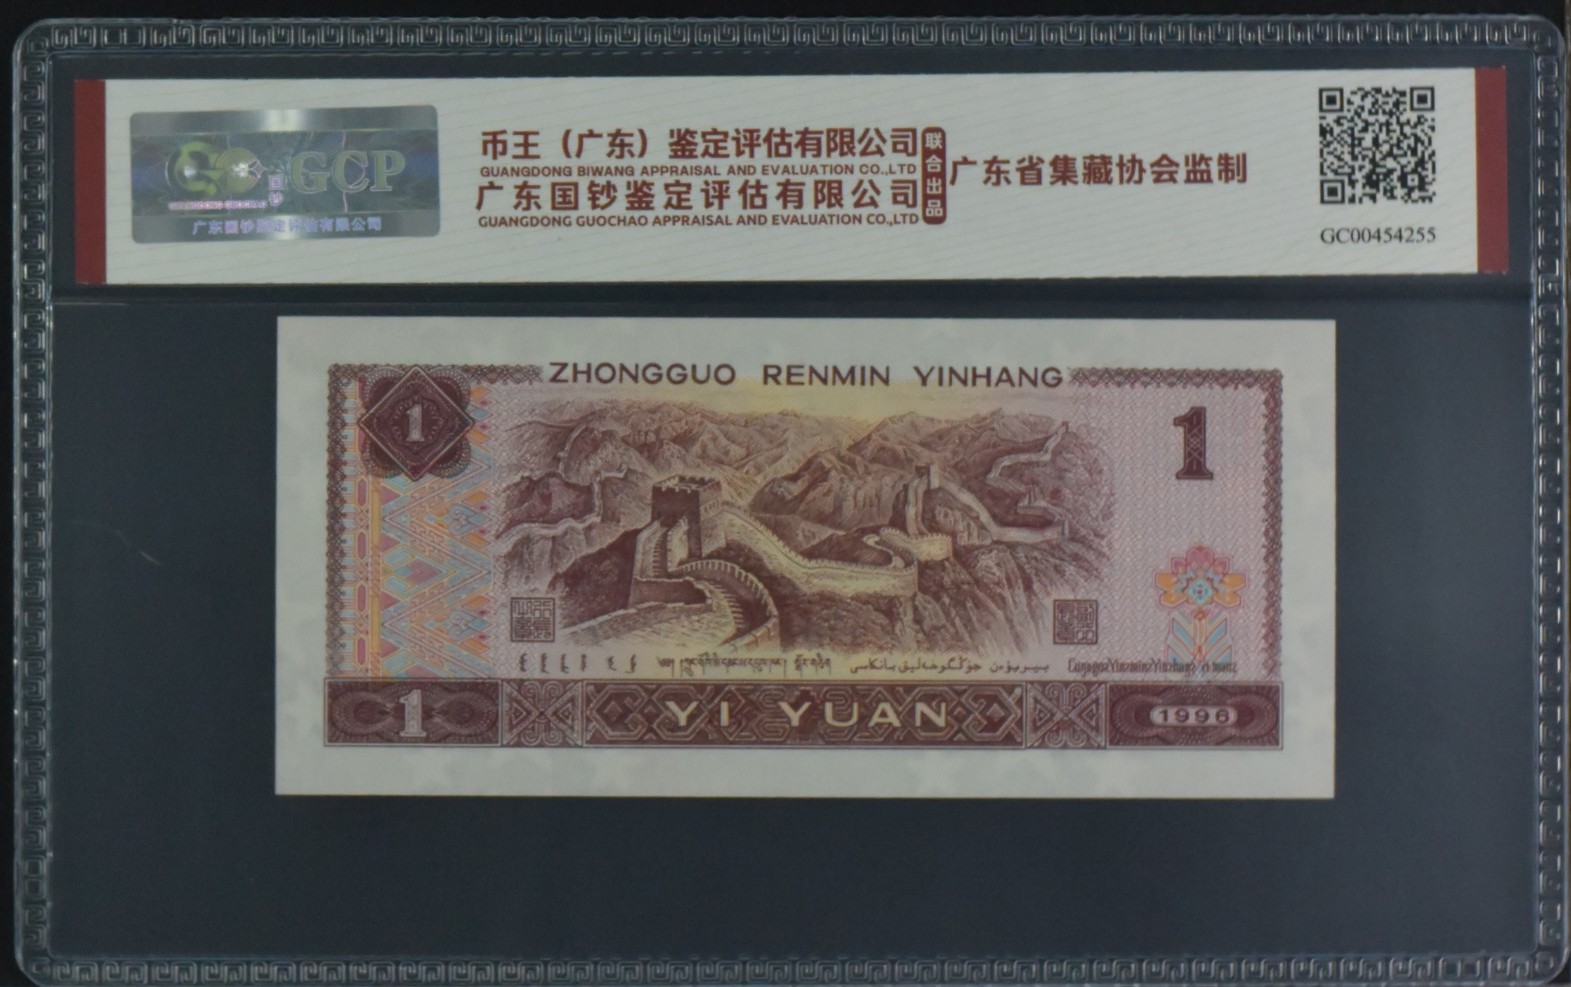 GCP
广东国钞鉴定评估有限公司
币王（广东）鉴定评估有限公司
GUANGDONG BIWANG APPRAISAL AND EVALUATION CO.,LTD
广东国钞鉴定评估有限公司
GUANGDONG GUOCHAO APPRAISAL AND EVALUATION CO.,LTD
联合出品
广东省集藏协会监制
GC00454255
ZHONGGUO RENMIN YINHANG
1
1
1
YI YUAN
1996